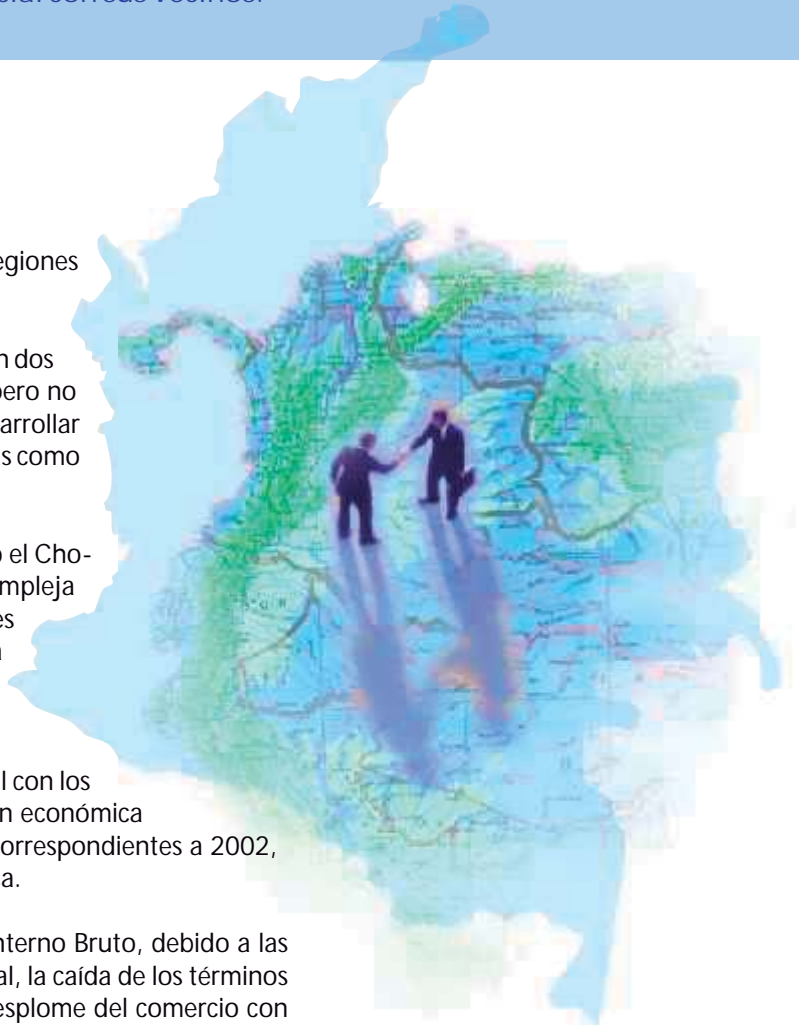 egiones
n dos
pero no
arrollar
s como
o el Cho-
mpleja
es
l con los
n económica
orrespondientes a 2002,
a.
nterno Bruto, debido a las
al, la caída de los términos
esplome del comercio con